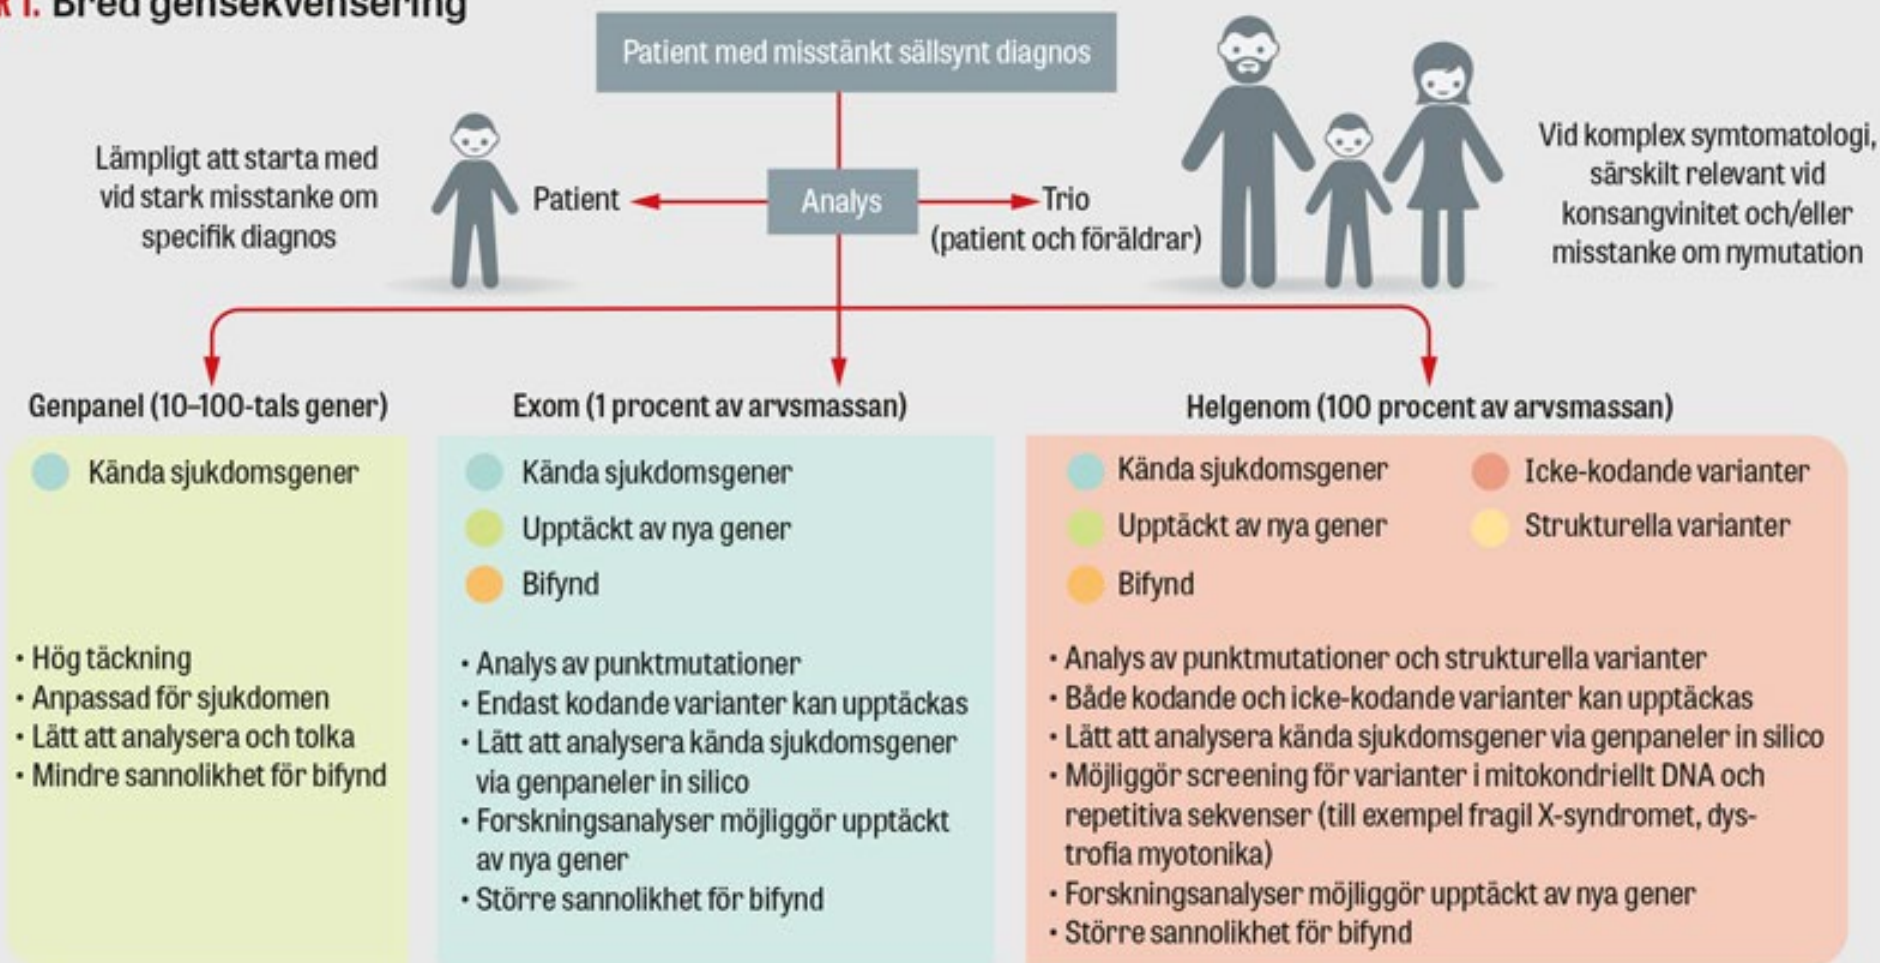 1. Bred gensekvensering
Patient med misstänkt sällsynt diagnos
Lämpligt att starta med
vid stark misstanke om
specifik diagnos
Patient
Analys
Trio
(patient och föräldrar)
Vid komplex symtomatologi,
särskilt relevant vid
konsangvinitet och/eller
misstanke om nymutation
Genpanel (10–100-tals gener)
Kända sjukdomsgener
• Hög täckning
• Anpassad för sjukdomen
• Lätt att analysera och tolka
• Mindre sannolikhet för bifynd
Exom (1 procent av arvsmassan)
Kända sjukdomsgener
Upptäckt av nya gener
Bifynd
• Analys av punktmutationer
• Endast kodande varianter kan upptäckas
• Lätt att analysera kända sjukdomsgener
via genpaneler in silico
• Forskningsanalyser möjliggör upptäckt
av nya gener
• Större sannolikhet för bifynd
Helgenom (100 procent av arvsmassan)
Kända sjukdomsgener
Upptäckt av nya gener
Bifynd
Icke-kodande varianter
Strukturella varianter
• Analys av punktmutationer och strukturella varianter
• Både kodande och icke-kodande varianter kan upptäckas
• Lätt att analysera kända sjukdomsgener via genpaneler in silico
• Möjliggör screening för varianter i mitokondriellt DNA och
repetitiva sekvenser (till exempel fragil X-syndromet, dys-
trofia myotonika)
• Forskningsanalyser möjliggör upptäckt av nya gener
• Större sannolikhet för bifynd